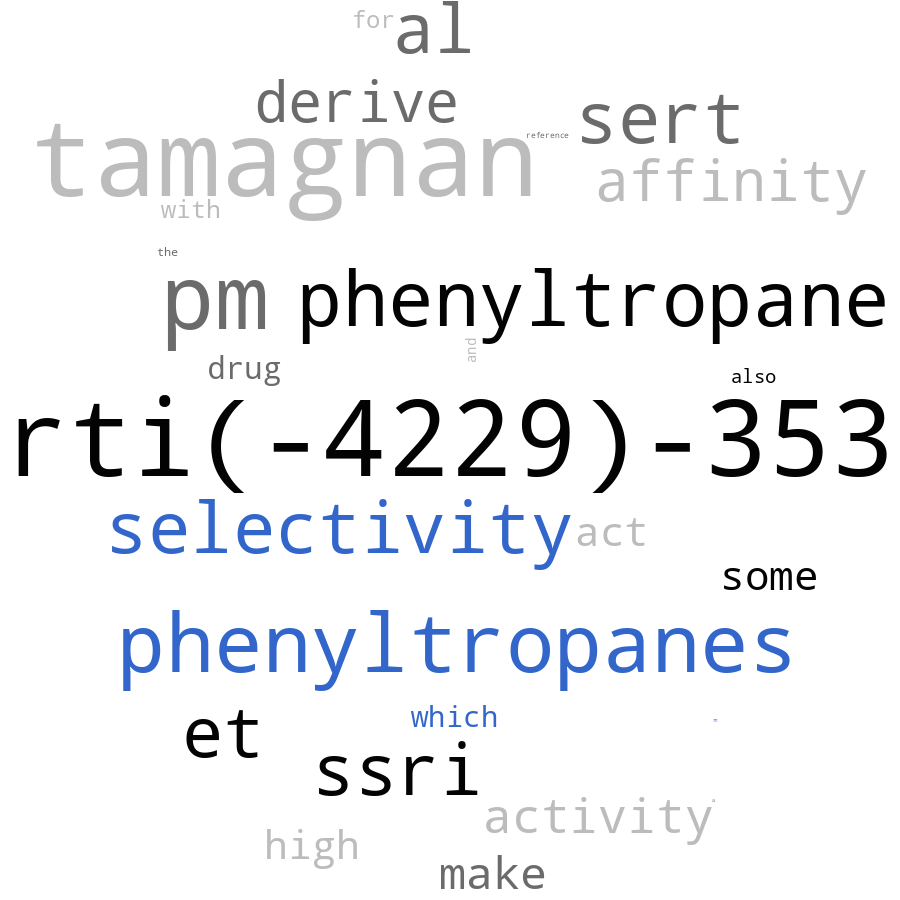 for
al
derive
sert
tamagnan
reference
affinity
with
the
pm
phenyltropane
and
drug
also
rti(-4229)-353
selectivity
act
some
phenyltropanes
et
which
ssri
activity
high
make